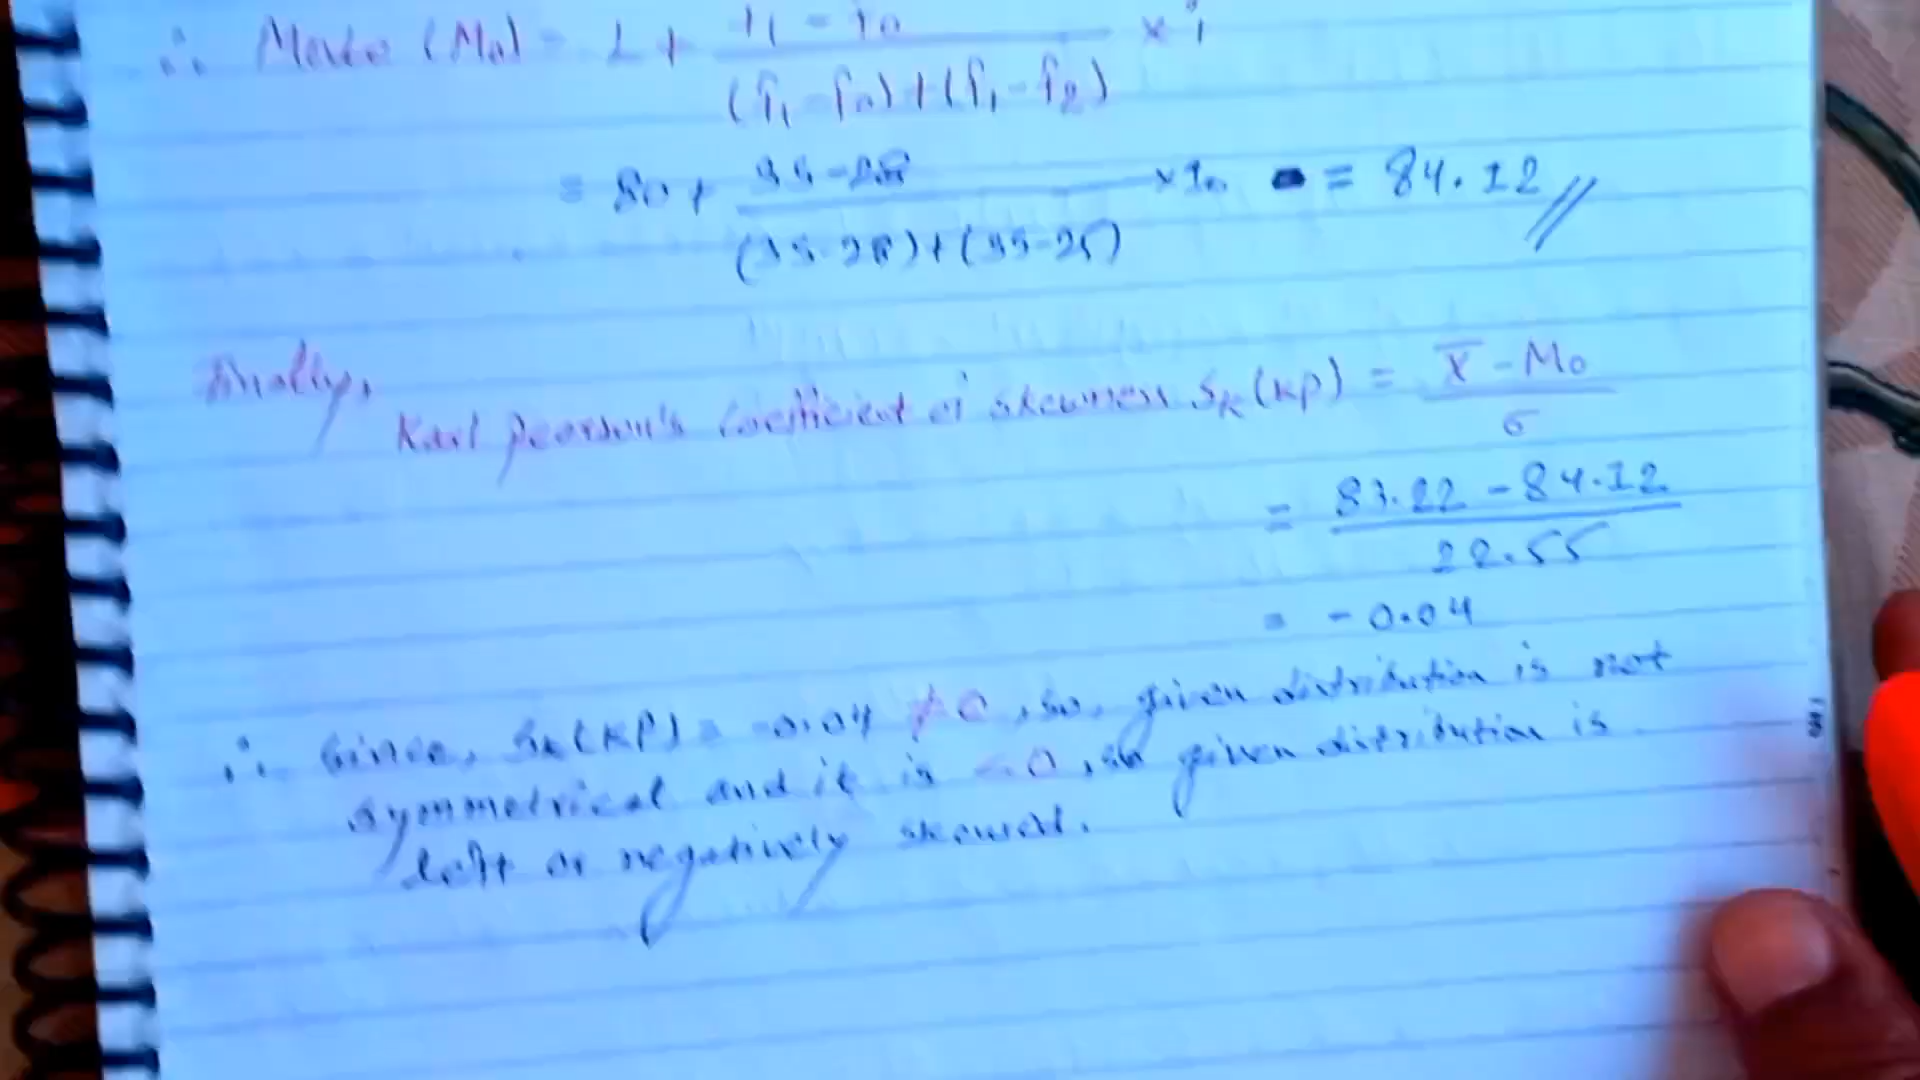 ∴ Mode (Mo) = L + f1 - f0 / (f1 - f0) + (f1 - f2) × i
= 80 + 35 - 28 / (35 - 28) + (35 - 25) × 10 = 84.12 //
Finally,
Karl Pearson's coefficient of skewness Sk (KP) = X̄ - Mo / σ
= 83.22 - 84.12 / 22.55
= - 0.04
∴ Since, Sk (KP) = -0.04 ≠ 0, so, given distribution is not
symmetrical and it is < 0, so given distribution is
left or negatively skewed.